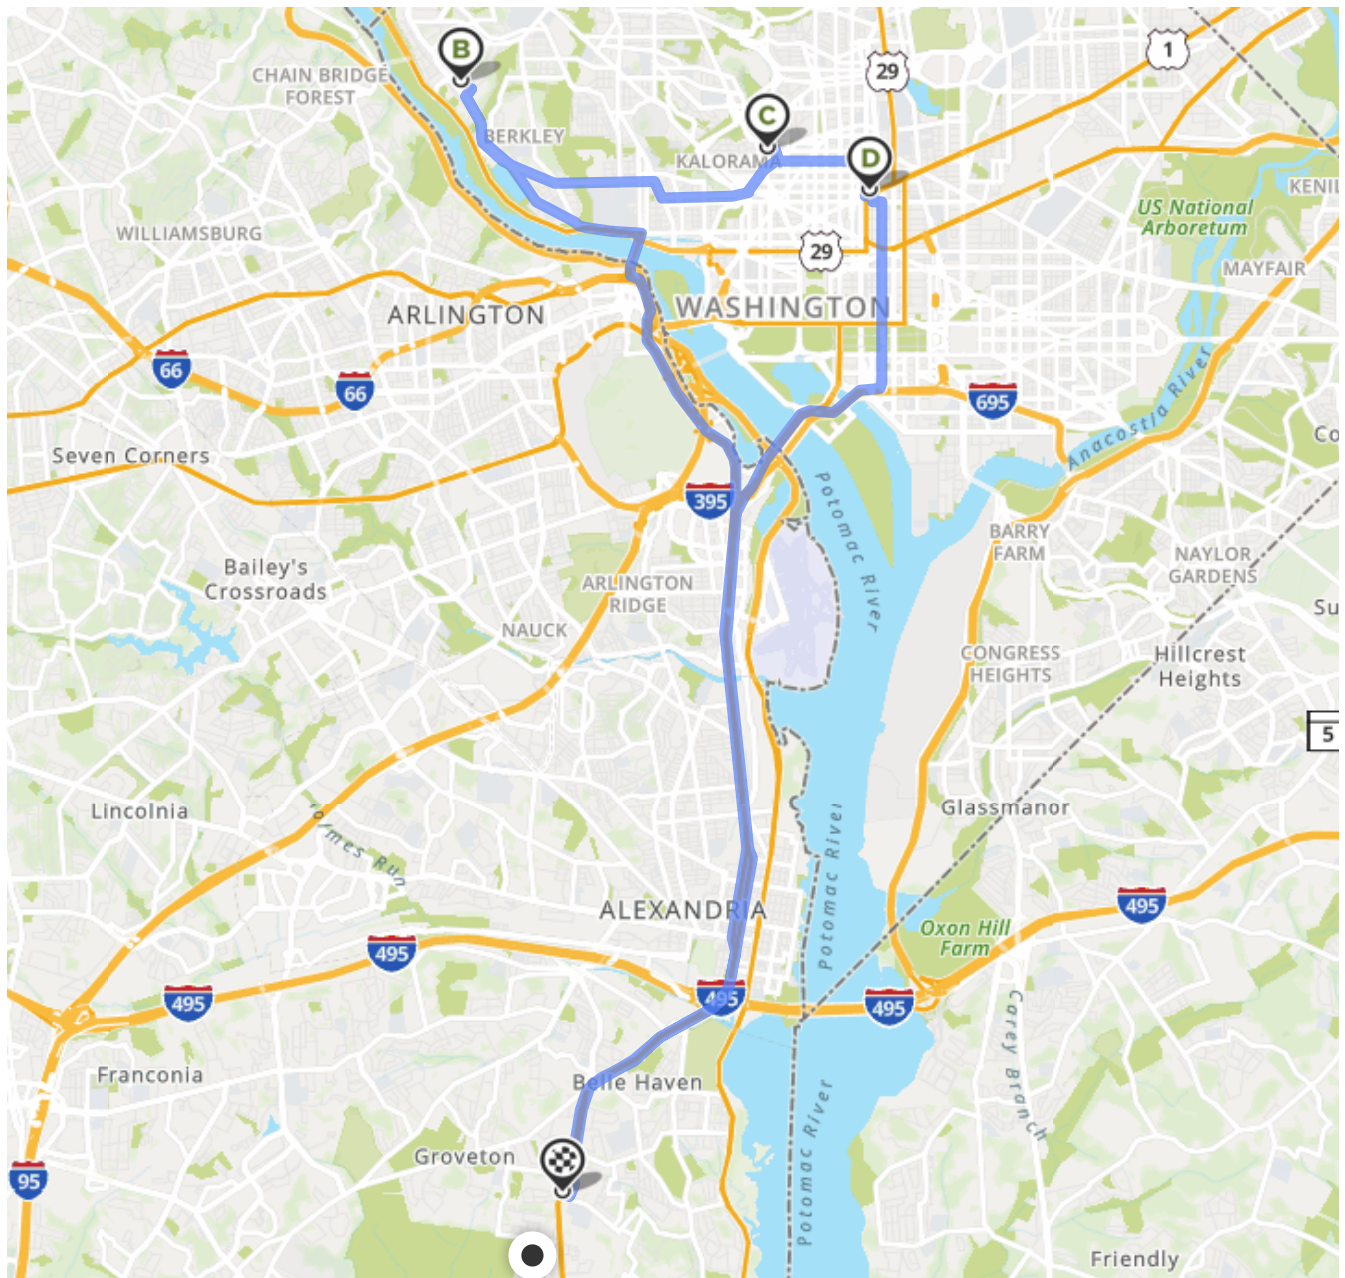 B
CHAIN BRIDGE
FOREST
BERKLEY
C
KALORAMA
D
29
1
US National
Arboretum
KENIL
WILLIAMSBURG
MAYFAIR
29
WASHINGTON
ARLINGTON
66
66
695
Anacostia River
Seven Corners
Co
395
Potomac River
BARRY
FARM
NAYLOR
GARDENS
Bailey's
Crossroads
ARLINGTON
RIDGE
NAUCK
Su
CONGRESS
HEIGHTS
Hillcrest
Heights
5
Lincolnia
Glassmanor
olmes Run
Potomac River
ALEXANDRIA
495
Oxon Hill
Farm
495
495
495
495
Carey Branch
Franconia
Belle Haven
Potomac River
Groveton
95
Friendly